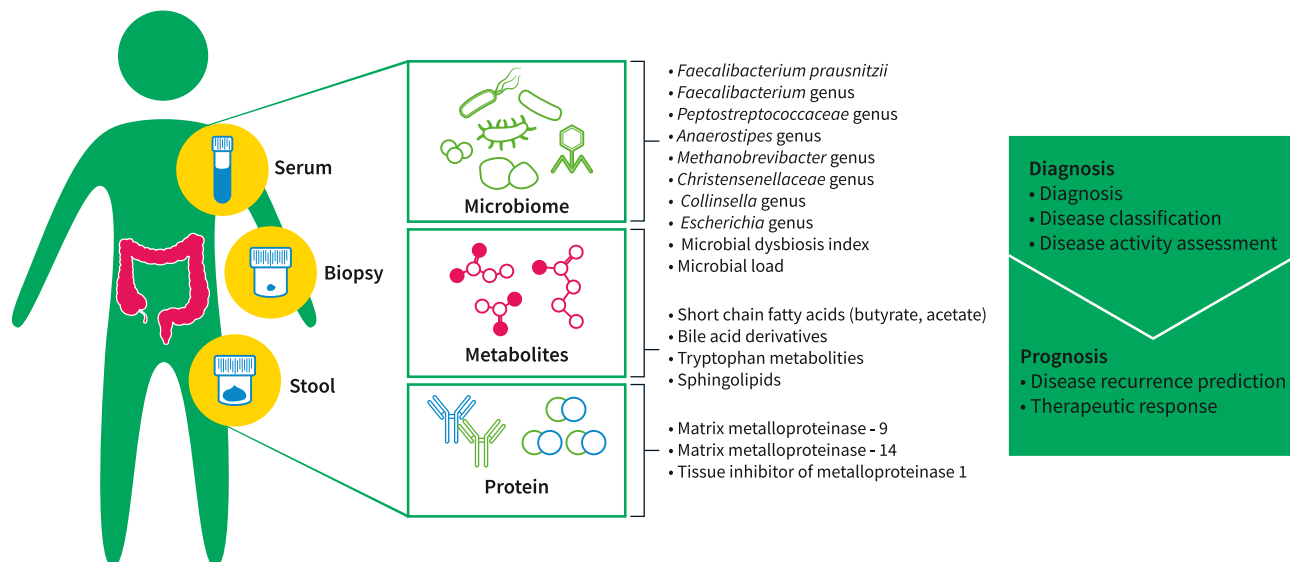 Serum
Biopsy
Stool
Microbiome
• Faecalibacterium prausnitzii
• Faecalibacterium genus
• Peptostreptococcaceae genus
• Anaerostipes genus
• Methanobrevibacter genus
• Christensenellaceae genus
• Collinsella genus
• Escherichia genus
• Microbial dysbiosis index
• Microbial load
Metabolites
• Short chain fatty acids (butyrate, acetate)
• Bile acid derivatives
• Tryptophan metabolities
• Sphingolipids
Protein
• Matrix metalloproteinase - 9
• Matrix metalloproteinase - 14
• Tissue inhibitor of metalloproteinase 1
Diagnosis
• Diagnosis
• Disease classification
• Disease activity assessment
Prognosis
• Disease recurrence prediction
• Therapeutic response